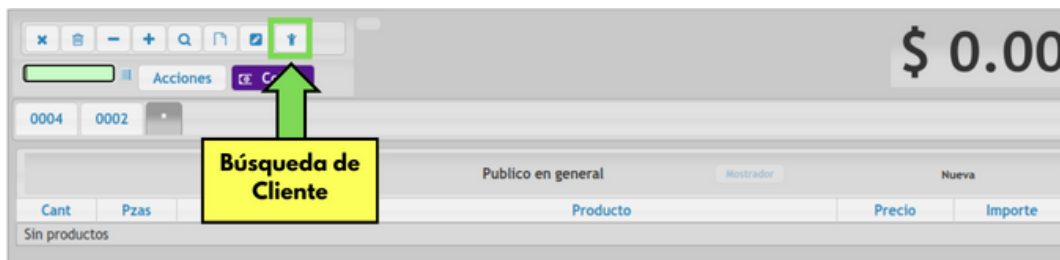 $ 0.00
Acciones
0004 0002 *
Búsqueda de
Cliente
Publico en general Mostrador Nueva
Cant Pzas Producto Precio Importe
Sin productos